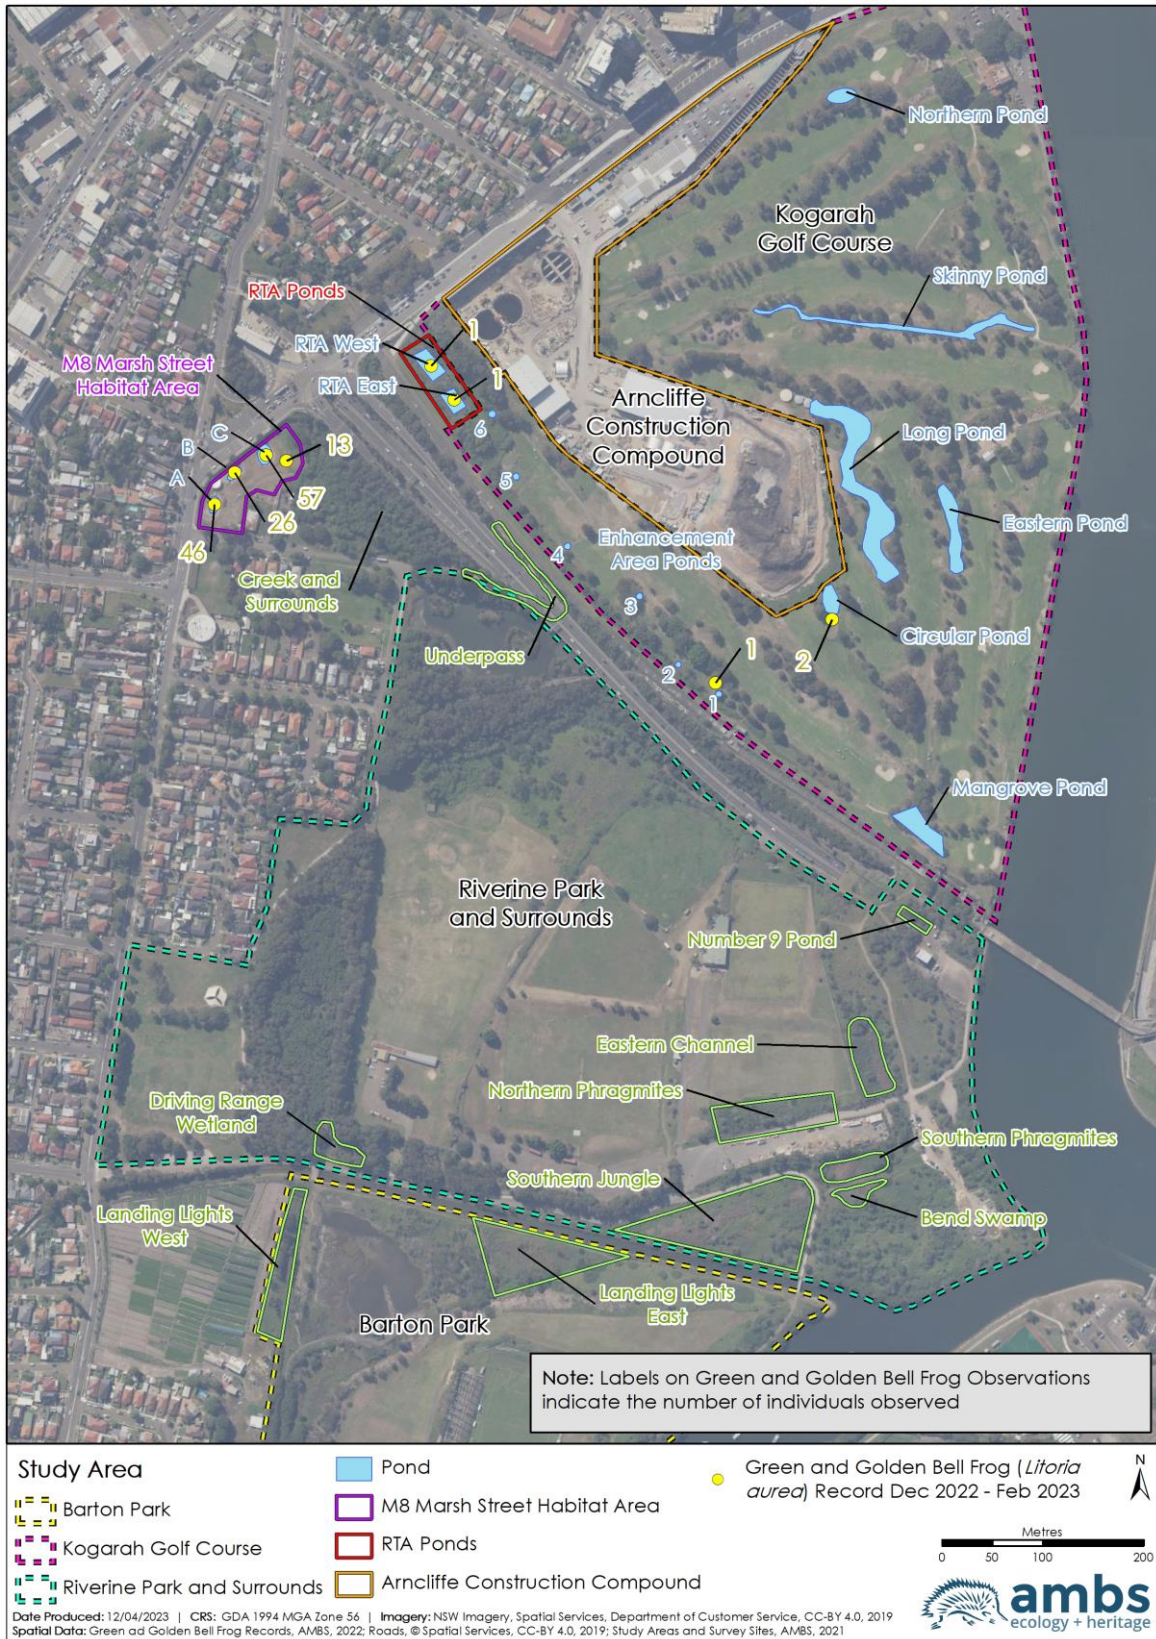 Northern Pond
Kogarah
Golf Course
Skinny Pond
RTA Ponds
RTA West
1
M8 Marsh Street
Habitat Area
RTA East
1
6
Arncliffe
Construction
Compound
Long Pond
C
B
13
A
5
57
26
46
Eastern Pond
Enhancement
Area Ponds
4
Creek and
Surrounds
3
Circular Pond
Underpass
1
2
2
1
Mangrove Pond
Riverine Park
and Surrounds
Number 9 Pond
Eastern Channel
Northern Phragmites
Driving Range
Wetland
Southern Phragmites
Southern Jungle
Landing Lights
West
Bend Swamp
Landing Lights
East
Barton Park
Note: Labels on Green and Golden Bell Frog Observations
indicate the number of individuals observed
Study Area
Barton Park
Kogarah Golf Course
Riverine Park and Surrounds
Pond
M8 Marsh Street Habitat Area
RTA Ponds
Arncliffe Construction Compound
Green and Golden Bell Frog (Litoria
aurea) Record Dec 2022 - Feb 2023
N
Metres
0 50 100 200
ambs
ecology + heritage
Date Produced: 12/04/2023 | CRS: GDA 1994 MGA Zone 56 | Imagery: NSW Imagery, Spatial Services, Department of Customer Service, CC-BY 4.0, 2019
Spatial Data: Green ad Golden Bell Frog Records, AMBS, 2022; Roads, © Spatial Services, CC-BY 4.0, 2019; Study Areas and Survey Sites, AMBS, 2021